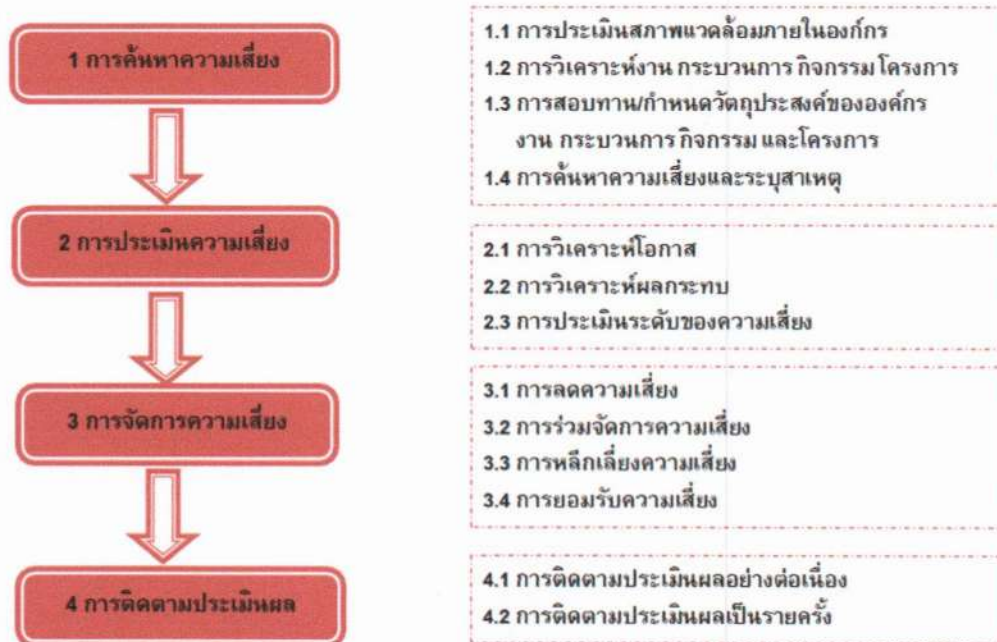 1 การค้นหาความเสี่ยง
1.1 การประเมินสภาพแวดล้อมภายในองก์กร
1.2 การวิเคราะห์งาน กระบวนการ กิจกรรม โครงการ
1.3 การสอบทาน/กำหนดวัตถุประสงค์ขององค์กร
งาน กระบวนการ กิจกรรม และโครงการ
1.4 การค้นหาความเสี่ยงและระบุสาเหตุ
2 การประเมินความเสี่ยง
2.1 การวิเคราะห์โอกาส
2.2 การวิเคราะห์ผลกระทบ
2.3 การประเมินระดับของความเสี่ยง
3 การจัดการความเสี่ยง
3.1 การลดความเสี่ยง
3.2 การร่วมจัดการความเสี่ยง
3.3 การหลีกเลี่ยงความเสี่ยง
3.4 การยอมรับความเสี่ยง
4 การติดตามประเมินผล
4.1 การติดตามประเมินผลอย่างต่อเนื่อง
4.2 การติดตามประเมินผลเป็นรายครั้ง